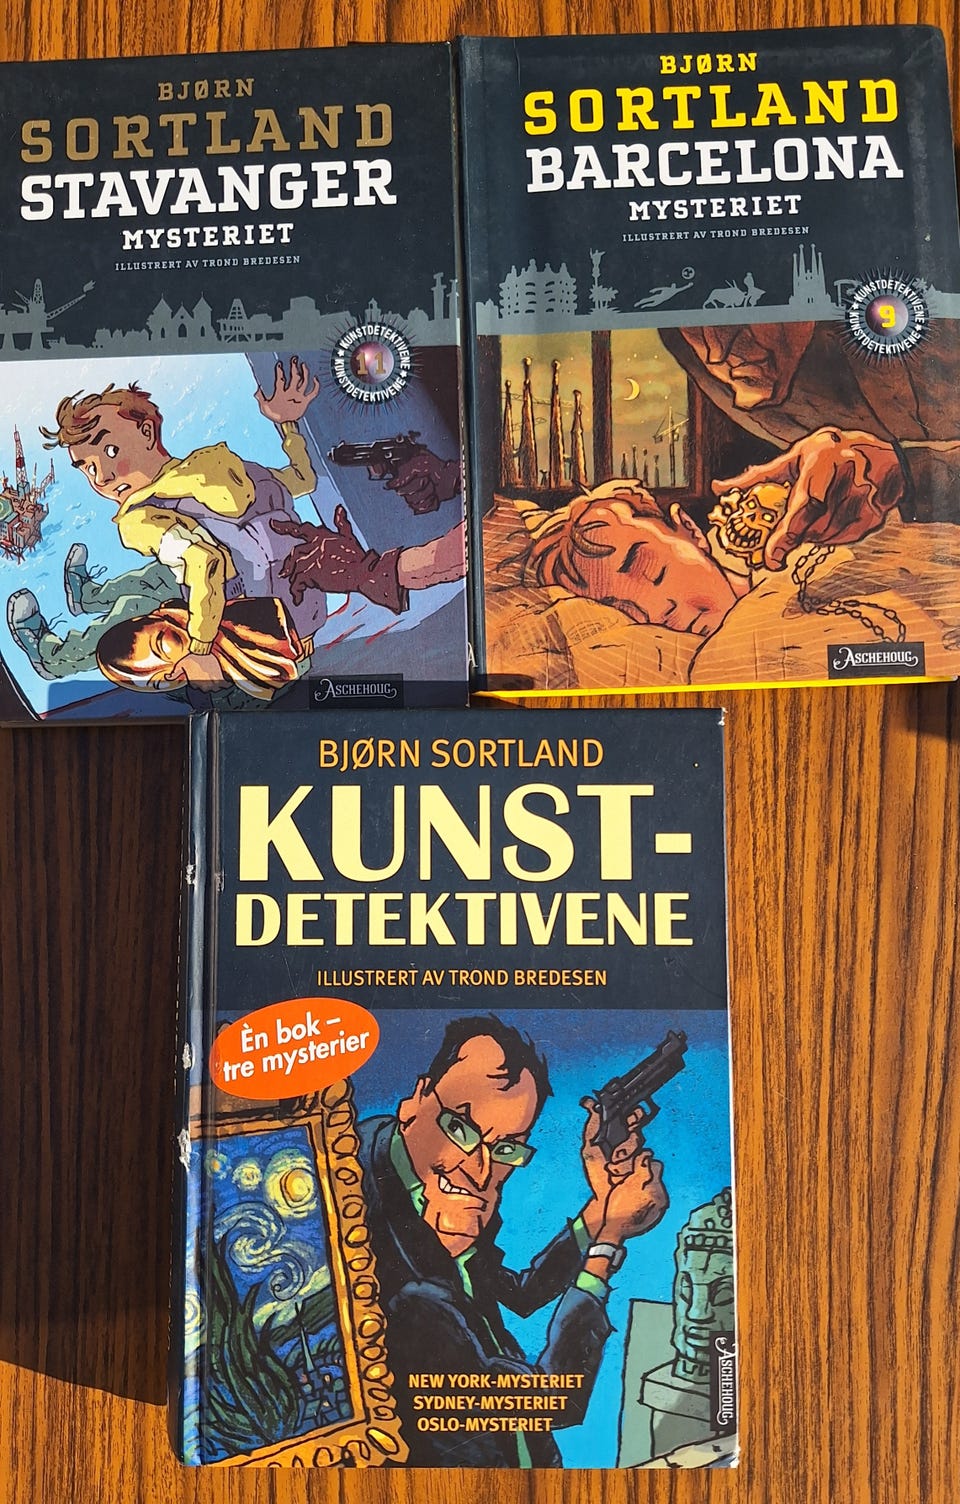 BJØRN
SORTLAND
STAVANGER
MYSTERIET
ILLUSTRERT AV TROND BREDESEN
KUNSTDETEKTIVENE
KUNSTDETEKTIVENE
11
ASCHEHOUG
BJØRN
SORTLAND
BARCELONA
MYSTERIET
ILLUSTRERT AV TROND BREDESEN
KUNSTDETEKTIVENE
KUNSTDETEKTIVENE
9
ASCHEHOUG
BJØRN SORTLAND
KUNST-
DETEKTIVENE
ILLUSTRERT AV TROND BREDESEN
Èn bok –
tre mysterier
NEW YORK-MYSTERIET
SYDNEY-MYSTERIET
OSLO-MYSTERIET
ASCHEHOUG